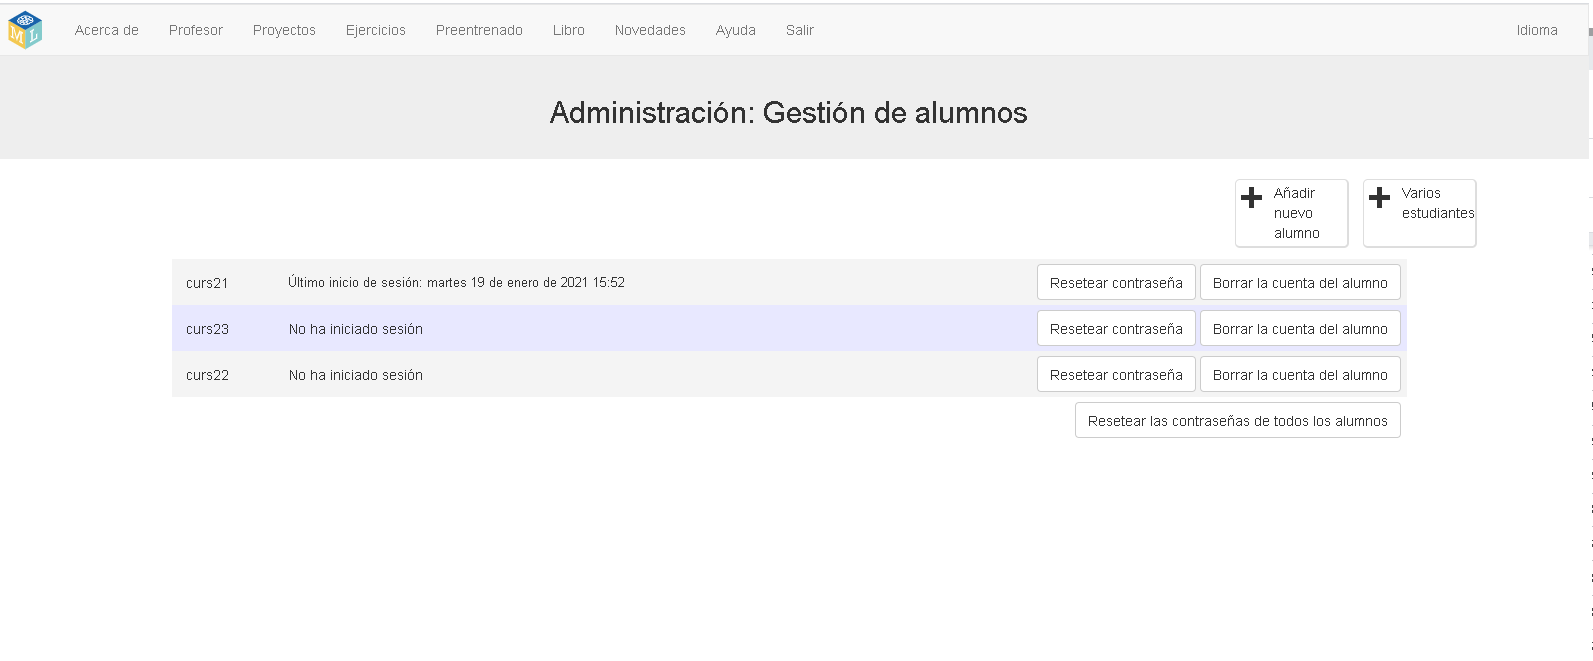 ML
Acerca de Profesor Proyectos Ejercicios Preentrenado Libro Novedades Ayuda Salir Idioma
Administración: Gestión de alumnos
Añadir
nuevo
alumno
Varios
estudiantes
curs21 Último inicio de sesión: martes 19 de enero de 2021 15:52 Resetear contraseña Borrar la cuenta del alumno
curs23 No ha iniciado sesión Resetear contraseña Borrar la cuenta del alumno
curs22 No ha iniciado sesión Resetear contraseña Borrar la cuenta del alumno
Resetear las contraseñas de todos los alumnos